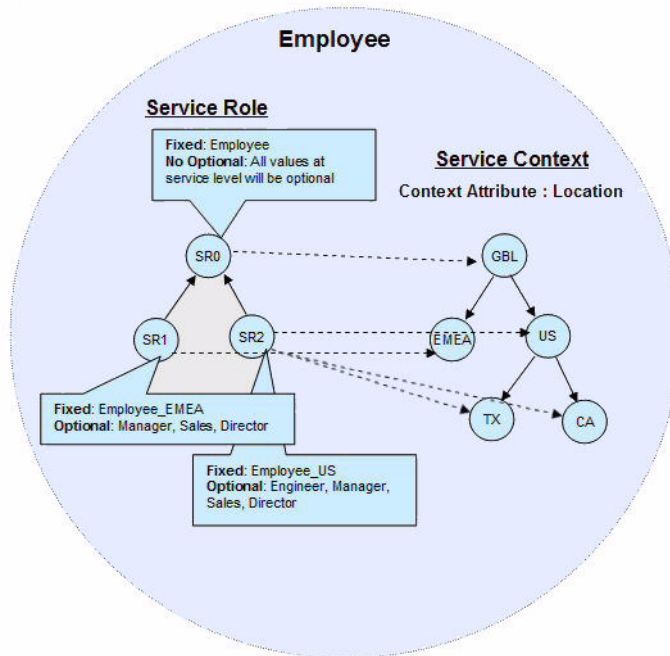 Employee
Service Role
Fixed: Employee
No Optional: All values at
service level will be optional
Service Context
Context Attribute : Location
SR0
GBL
SR1
SR2
EMEA
US
Fixed: Employee_EMEA
Optional: Manager, Sales, Director
TX
CA
Fixed: Employee_US
Optional: Engineer, Manager,
Sales, Director